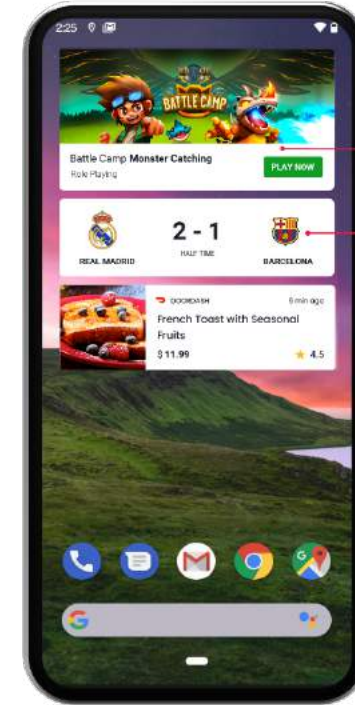 2:25
BATTLE CAMP
Battle Camp Monster Catching
Role Playing
PLAY NOW
2 - 1
HALF TIME
REAL MADRID
BARCELONA
DOORDASH
6 min ago
French Toast with Seasonal
Fruits
$ 11.99
4.5